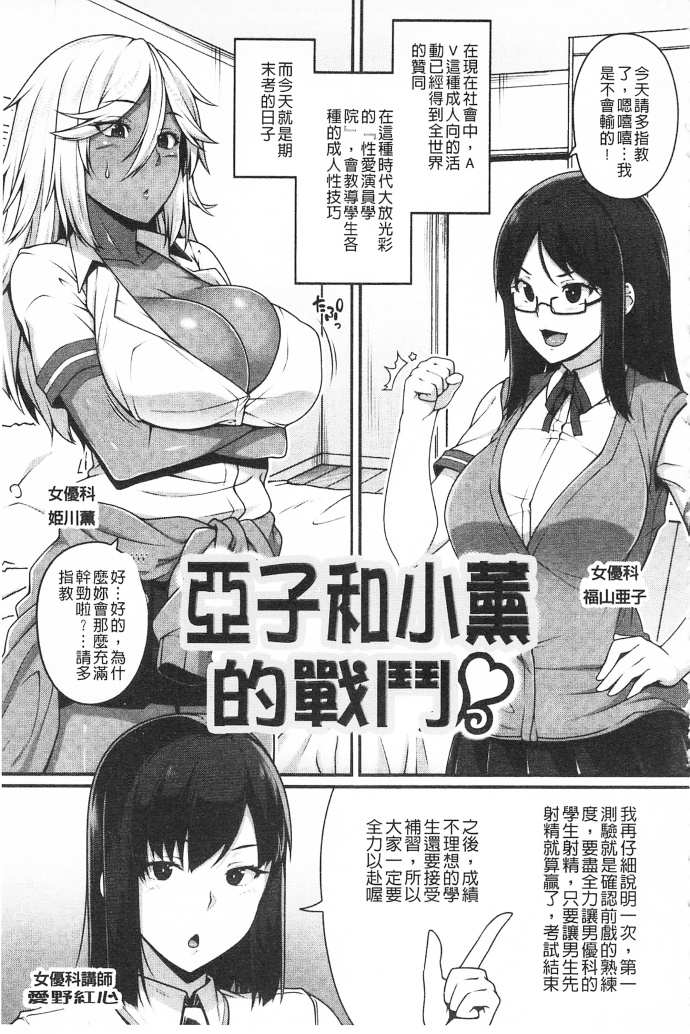 今天請多指教
了，嗯嘻嘻…我
是不會輸的！
在現在社會中，A
V這種成人向的活
動已經得到全世界
的贊同
在這種時代大放光彩
的『性愛演員學
院』，會教導學生各
種的成人性技巧
而今天就是期
末考的日子
たぷっ
女優科
福山亜子
女優科
姫川薰
好…好的，為什
麼妳會那麼充滿
幹勁啦？…請多
指教
亞子和小薰
的戰鬥
我再仔細說明一次，第一
測驗就是確認前戲的熟練
度，要盡全力讓男優科的
學生射精，只要讓男生先
射精就算贏了，考試結束
之後，成績
不理想的學
生還要接受
補習，所以
大家一定要
全力以赴喔
女優科講師
愛野紅心